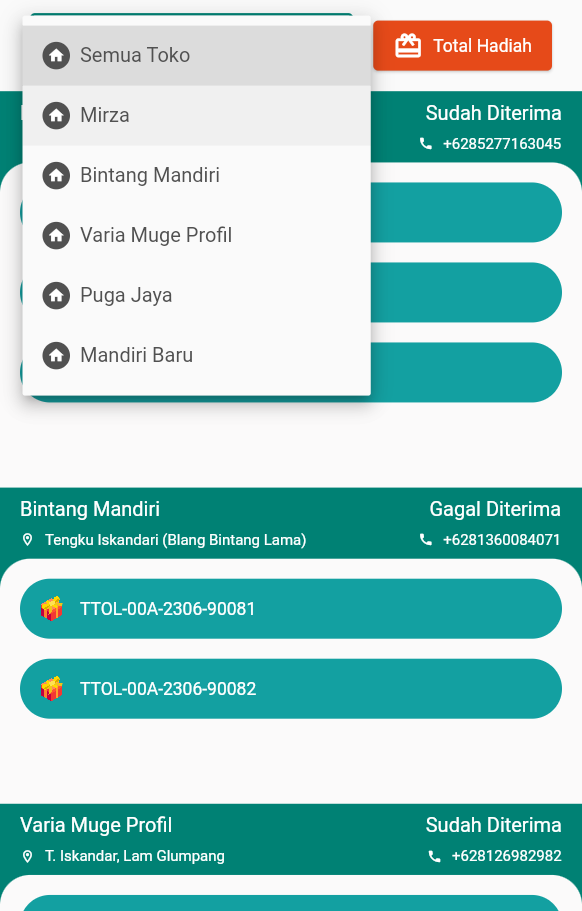 Semua Toko
Total Hadiah
Mirza
Sudah Diterima
+6285277163045
Bintang Mandiri
Varia Muge Profil
Puga Jaya
Mandiri Baru
Bintang Mandiri
Gagal Diterima
Tengku Iskandari (Blang Bintang Lama)
+6281360084071
TTOL-00A-2306-90081
TTOL-00A-2306-90082
Varia Muge Profil
Sudah Diterima
T. Iskandar, Lam Glumpang
+628126982982